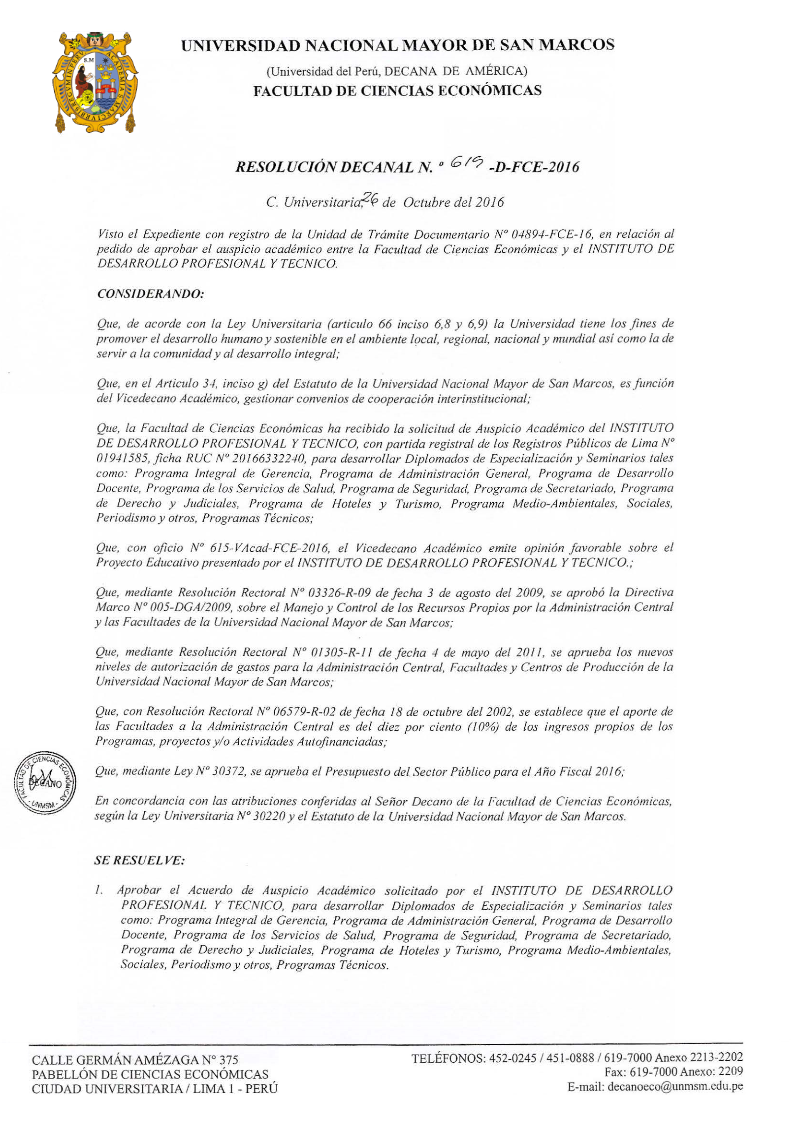 UNIVERSIDAD NACIONAL MAYOR DE SAN MARCOS
(Universidad del Perú, DECANA DE AMÉRICA)
FACULTAD DE CIENCIAS ECONÓMICAS
RESOLUCIÓN DECANAL N. º 619 -D-FCE-2016
C. Universitaria, 26 de Octubre del 2016
Visto el Expediente con registro de la Unidad de Trámite Documentario Nº 04894-FCE-16, en relación al
pedido de aprobar el auspicio académico entre la Facultad de Ciencias Económicas y el INSTITUTO DE
DESARROLLO PROFESIONAL Y TECNICO.
CONSIDERANDO:
Que, de acorde con la Ley Universitaria (articulo 66 inciso 6,8 y 6,9) la Universidad tiene los fines de
promover el desarrollo humano y sostenible en el ambiente local, regional, nacional y mundial así como la de
servir a la comunidad y al desarrollo integral;
Que, en el Articulo 34, inciso g) del Estatuto de la Universidad Nacional Mayor de San Marcos, es función
del Vicedecano Académico, gestionar convenios de cooperación interinstitucional;
Que, la Facultad de Ciencias Económicas ha recibido la solicitud de Auspicio Académico del INSTITUTO
DE DESARROLLO PROFESIONAL Y TECNICO, con partida registral de los Registros Públicos de Lima Nº
01941585, ficha RUC Nº 20166332240, para desarrollar Diplomados de Especialización y Seminarios tales
como: Programa Integral de Gerencia, Programa de Administración General, Programa de Desarrollo
Docente, Programa de los Servicios de Salud, Programa de Seguridad, Programa de Secretariado, Programa
de Derecho y Judiciales, Programa de Hoteles y Turismo, Programa Medio-Ambientales, Sociales,
Periodismo y otros, Programas Técnicos;
Que, con oficio Nº 615-VAcad-FCE-2016, el Vicedecano Académico emite opinión favorable sobre el
Proyecto Educativo presentado por el INSTITUTO DE DESARROLLO PROFESIONAL Y TECNICO.;
Que, mediante Resolución Rectoral Nº 03326-R-09 de fecha 3 de agosto del 2009, se aprobó la Directiva
Marco Nº 005-DGA/2009, sobre el Manejo y Control de los Recursos Propios por la Administración Central
y las Facultades de la Universidad Nacional Mayor de San Marcos;
Que, mediante Resolución Rectoral Nº 01305-R-11 de fecha 4 de mayo del 2011, se aprueba los nuevos
niveles de autorización de gastos para la Administración Central, Facultades y Centros de Producción de la
Universidad Nacional Mayor de San Marcos;
Que, con Resolución Rectoral Nº 06579-R-02 de fecha 18 de octubre del 2002, se establece que el aporte de
las Facultades a la Administración Central es del diez por ciento (10%) de los ingresos propios de los
Programas, proyectos y/o Actividades Autofinanciadas;
Que, mediante Ley Nº 30372, se aprueba el Presupuesto del Sector Público para el Año Fiscal 2016;
FACULTAD DE CIENCIAS ECONÓMICAS
DECANO
- UNMSM -
En concordancia con las atribuciones conferidas al Señor Decano de la Facultad de Ciencias Económicas,
según la Ley Universitaria Nº 30220 y el Estatuto de la Universidad Nacional Mayor de San Marcos.
SE RESUELVE:
1. Aprobar el Acuerdo de Auspicio Académico solicitado por el INSTITUTO DE DESARROLLO
PROFESIONAL Y TECNICO, para desarrollar Diplomados de Especialización y Seminarios tales
como: Programa Integral de Gerencia, Programa de Administración General, Programa de Desarrollo
Docente, Programa de los Servicios de Salud, Programa de Seguridad, Programa de Secretariado,
Programa de Derecho y Judiciales, Programa de Hoteles y Turismo, Programa Medio-Ambientales,
Sociales, Periodismo y otros, Programas Técnicos.
CALLE GERMÁN AMÉZAGA Nº 375
PABELLÓN DE CIENCIAS ECONÓMICAS
CIUDAD UNIVERSITARIA / LIMA 1 - PERÚ
TELÉFONOS: 452-0245 / 451-0888 / 619-7000 Anexo 2213-2202
Fax: 619-7000 Anexo: 2209
E-mail: decanoeco@unmsm.edu.pe